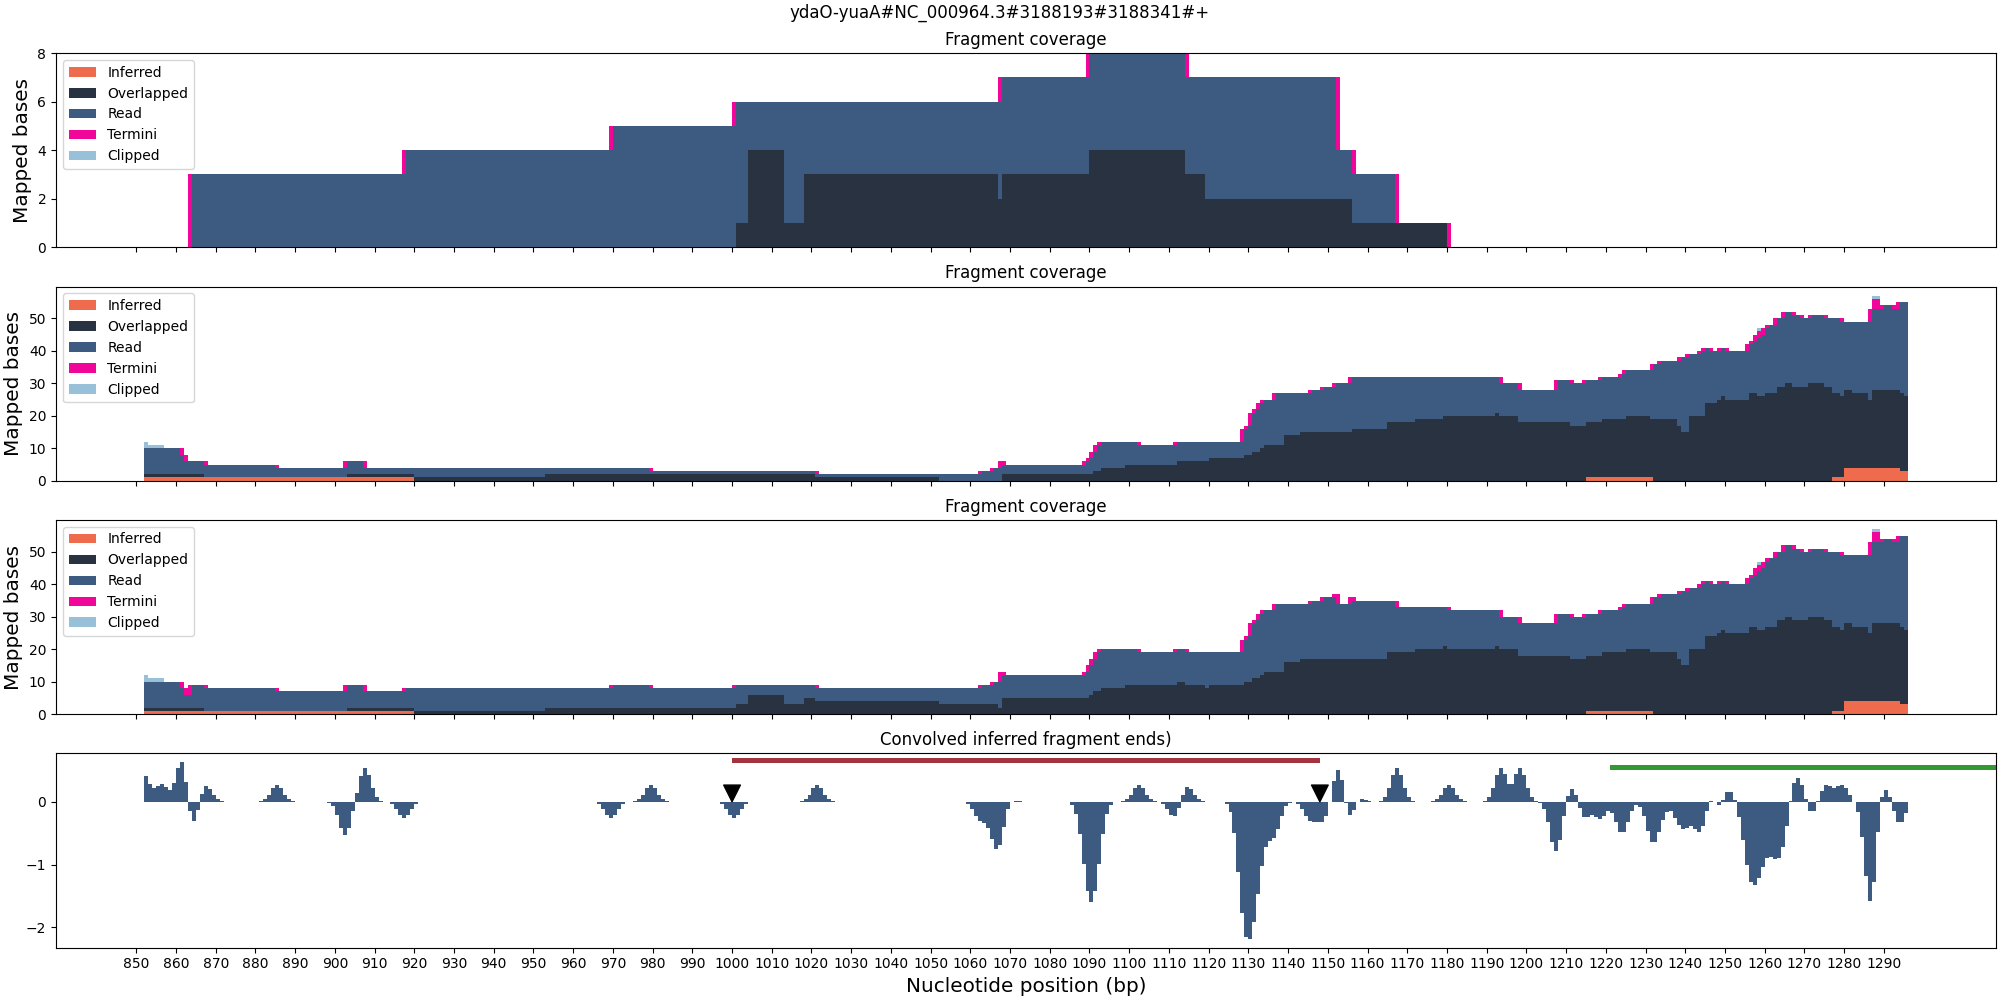 ydaO-yuaA#NC_000964.3#3188193#3188341#+
Fragment coverage
Mapped bases
8
6
4
2
0
Inferred
Overlapped
Read
Termini
Clipped
Fragment coverage
Mapped bases
50
40
30
20
10
0
Inferred
Overlapped
Read
Termini
Clipped
Fragment coverage
Mapped bases
50
40
30
20
10
0
Inferred
Overlapped
Read
Termini
Clipped
Convolved inferred fragment ends)
0
−1
−2
850 860 870 880 890 900 910 920 930 940 950 960 970 980 990 1000 1010 1020 1030 1040 1050 1060 1070 1080 1090 1100 1110 1120 1130 1140 1150 1160 1170 1180 1190 1200 1210 1220 1230 1240 1250 1260 1270 1280 1290
Nucleotide position (bp)